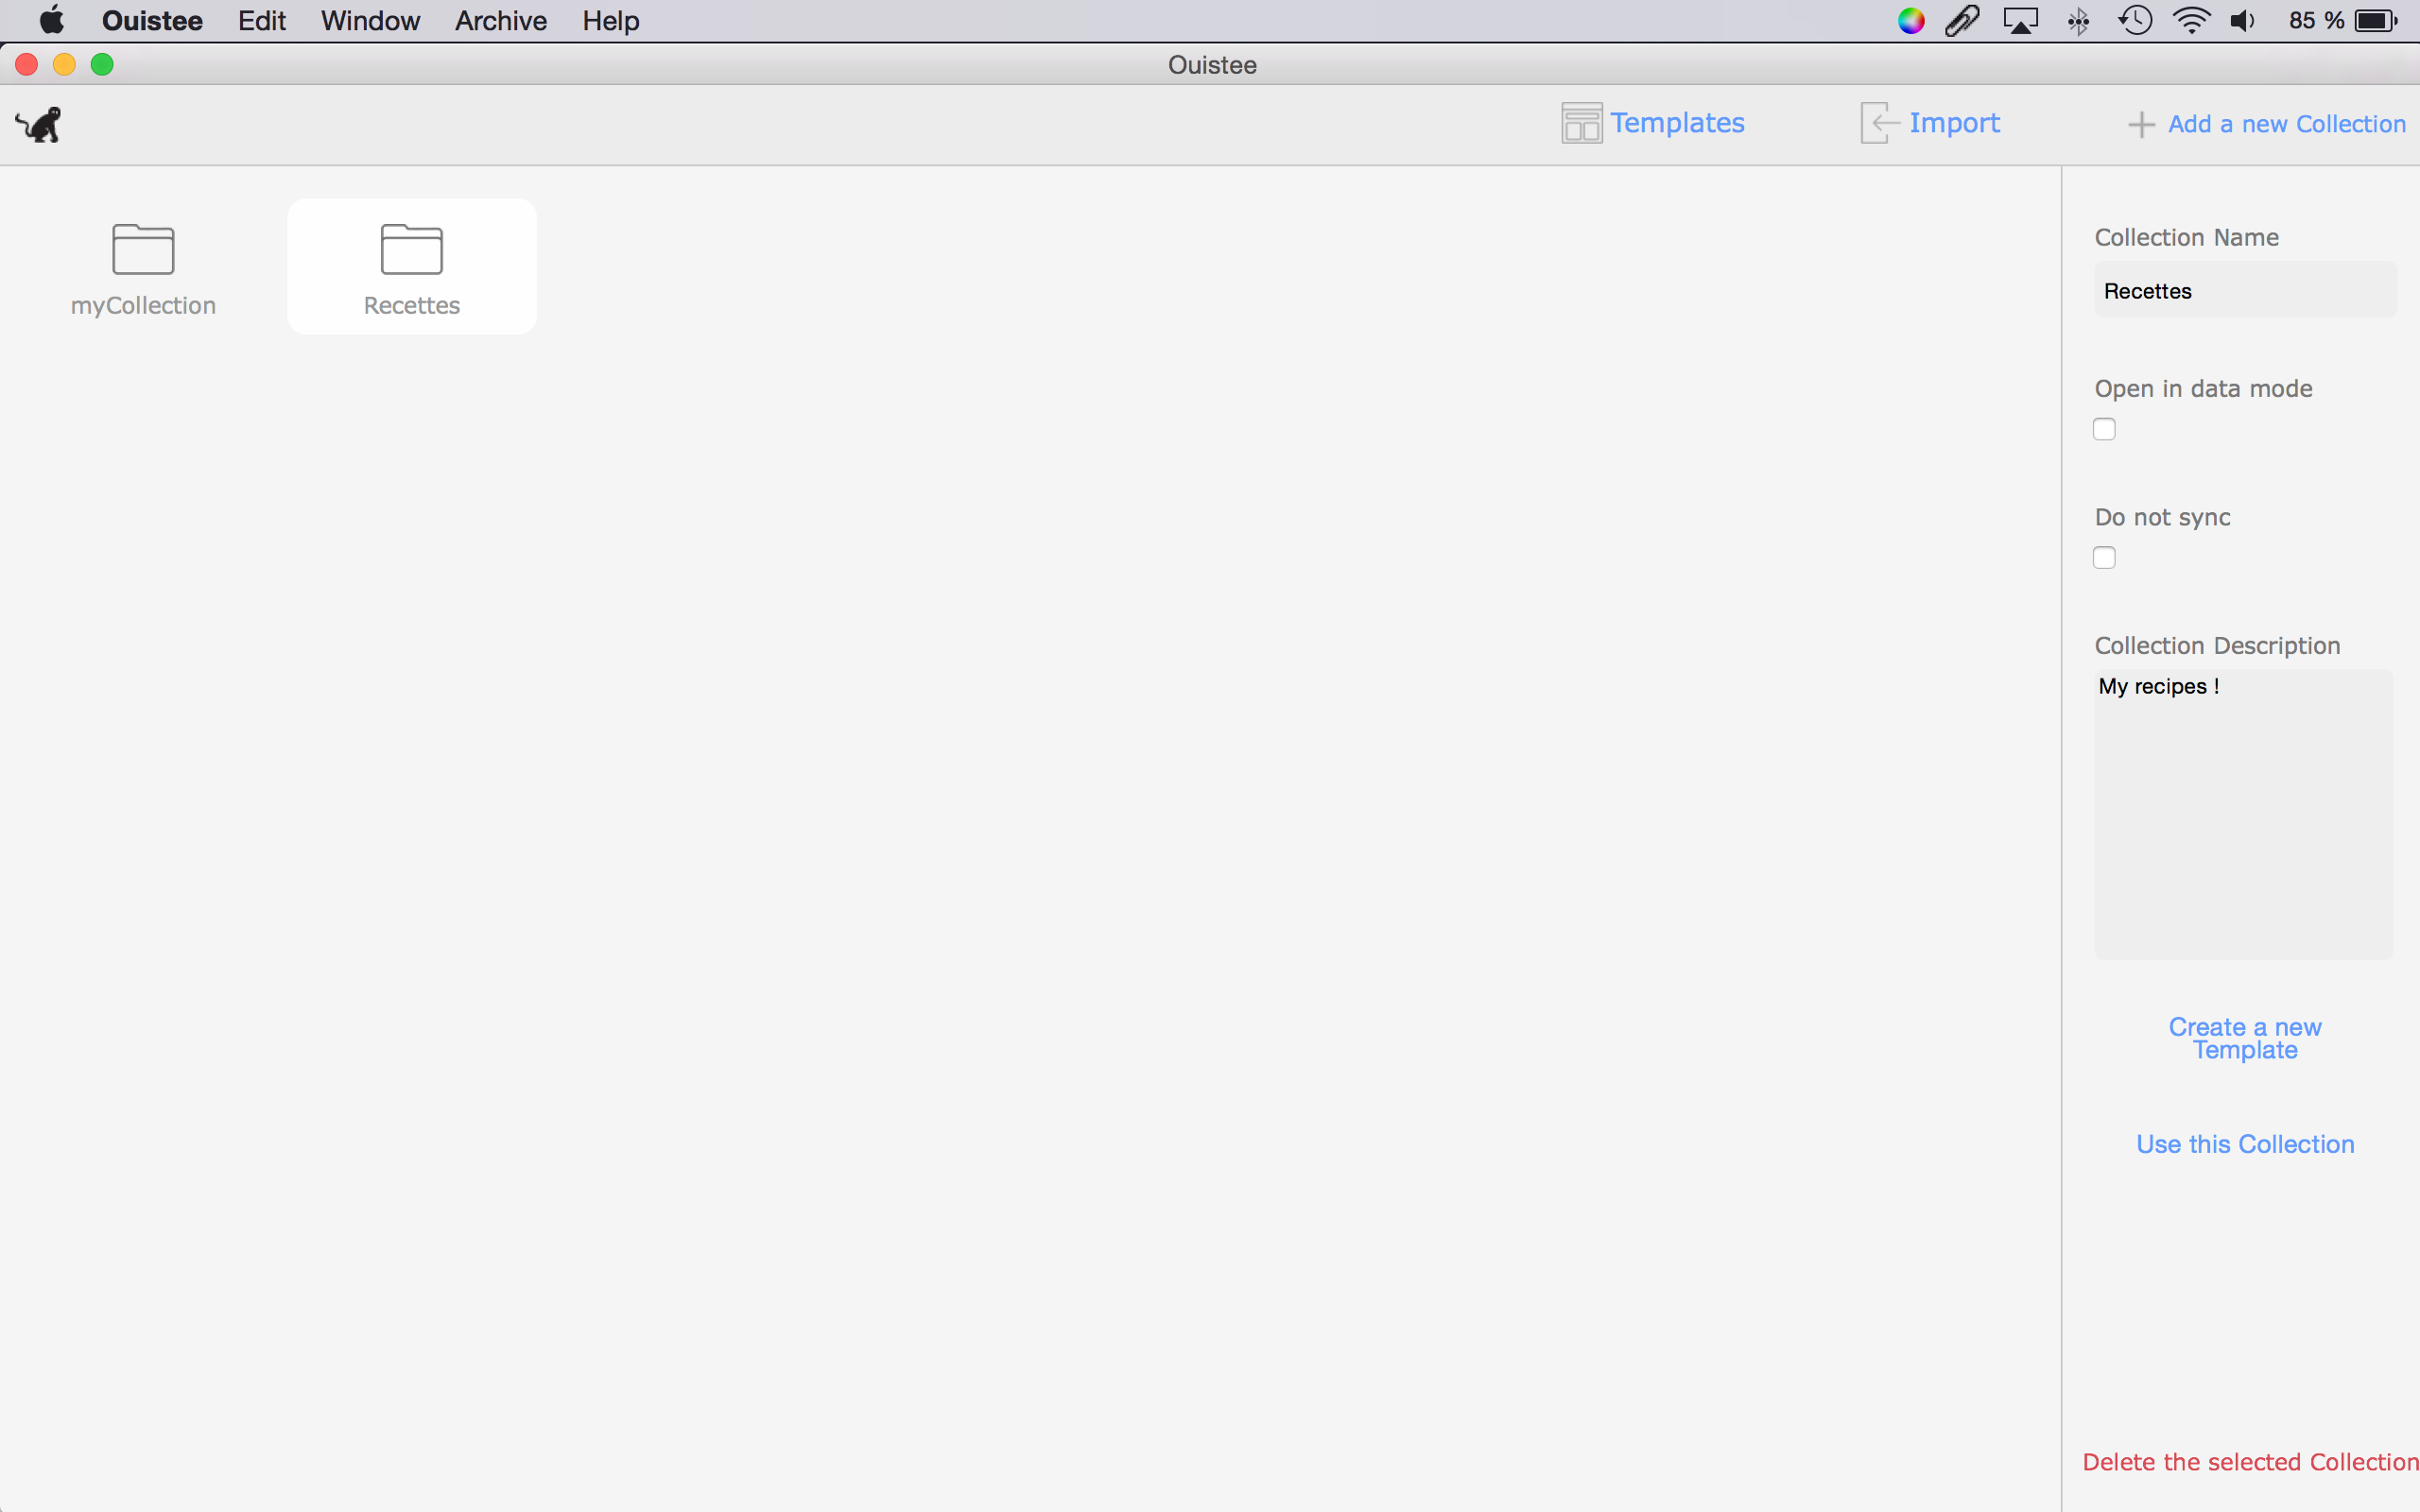 Ouistee Edit Window Archive Help 85 %
Ouistee
Templates Import Add a new Collection
myCollection Recettes
Collection Name
Recettes
Open in data mode
Do not sync
Collection Description
My recipes !
Create a new
Template
Use this Collection
Delete the selected Collection